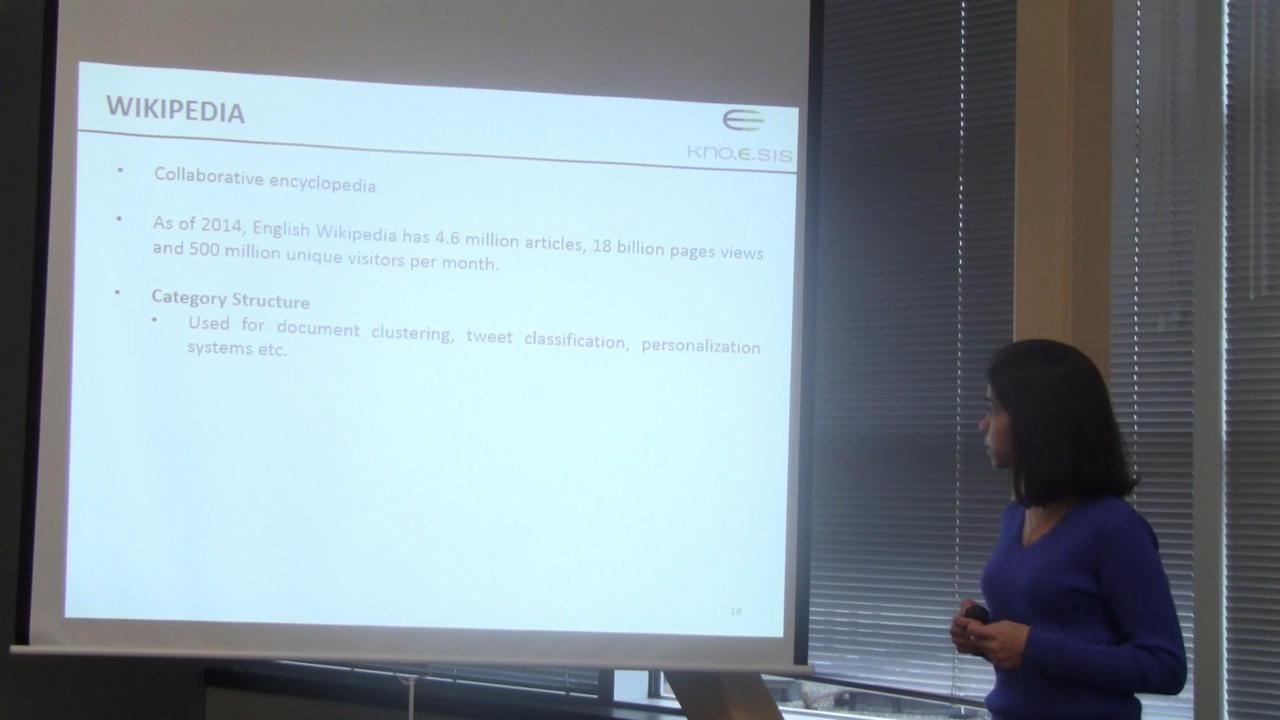 WIKIPEDIA
KNO.E.SIS
• Collaborative encyclopedia
• As of 2014, English Wikipedia has 4.6 million articles, 18 billion pages views
and 500 million unique visitors per month.
• Category Structure
• Used for document clustering, tweet classification, personalization
systems etc.
18